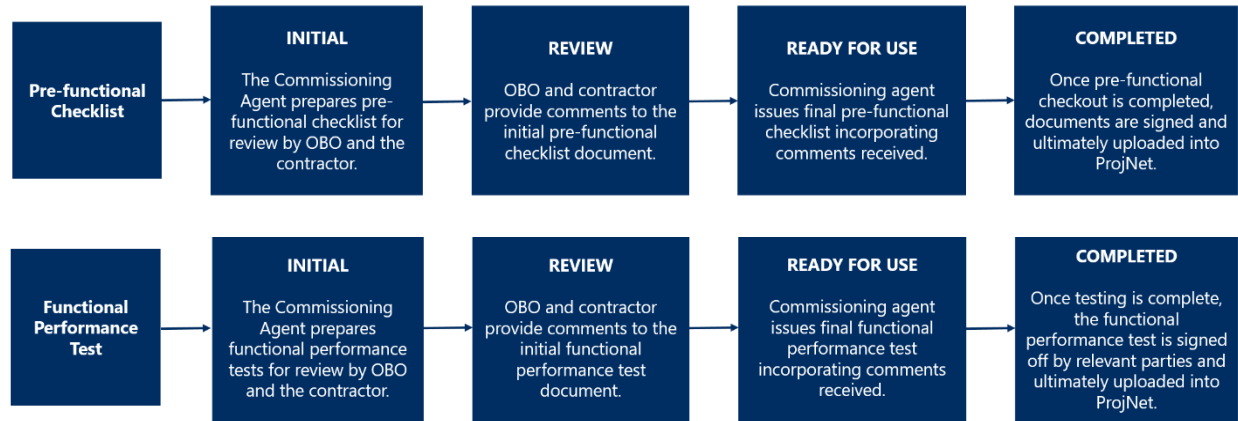 Pre-functional
Checklist
INITIAL
The Commissioning
Agent prepares pre-
functional checklist for
review by OBO and the
contractor.
REVIEW
OBO and contractor
provide comments to the
initial pre-functional
checklist document.
READY FOR USE
Commissioning agent
issues final pre-functional
checklist incorporating
comments received.
COMPLETED
Once pre-functional
checkout is completed,
documents are signed and
ultimately uploaded into
ProjNet.
Functional
Performance
Test
INITIAL
The Commissioning
Agent prepares
functional performance
tests for review by OBO
and the contractor.
REVIEW
OBO and contractor
provide comments to the
initial functional
performance test
document.
READY FOR USE
Commissioning agent
issues final functional
performance test
incorporating comments
received.
COMPLETED
Once testing is complete,
the functional
performance test is signed
off by relevant parties and
ultimately uploaded into
ProjNet.